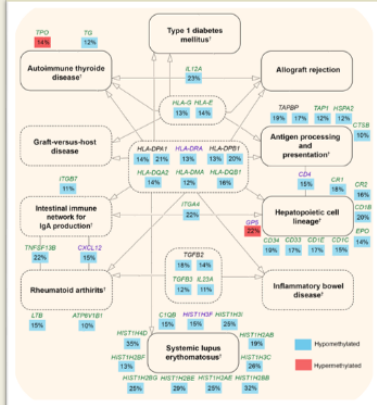 Type 1 diabetes
mellitus†
TPO TG
14% 12%
Autoimmune thyroide
disease†
IL12A
23%
Allograft rejection
HLA-G HLA-E
13% 14%
TAPBP TAP1 HSPA2
19% 17% 12% 12%
CTSB
10%
Graft-versus-host
disease
Antigen processing and
presentation†
HLA-DPA1 HLA-DRA HLA-DPB1
14% 21% 13% 13% 20%
HLA-DQA2 HLA-DMA HLA-DQB1
14% 12% 16%
ITGB7
11%
CD4
15%
CR1
18%
CR2
16%
Intestinal immune
network for
IgA production†
ITGA4
22%
GP5
22%
Hepatopoietic cell
lineage†
CD1B
29%
EPO
14%
TNFSF13B CXCL12
22% 15%
CD34 CD33 CD1E CD1C
19% 17% 17% 15%
TGFB2
16% 14%
TGFB3 IL23A
12% 11%
Rheumatoid arthirits†
Inflammatory bowel
disease†
LTB ATP6V1B1
15% 10%
C1QB HIST1H3F HIST1H3I
15% 15% 25%
HIST1H4D
35%
HIST1H2AB
19%
Systemic lupus
erythomatosus†
HIST1H2BF
13%
HIST1H3C
26%
HIST1H2BG HIST1H2BE HIST1H2AE HIST1H2BB
25% 29% 25% 32%
Hypomethylated
Hypermethylated